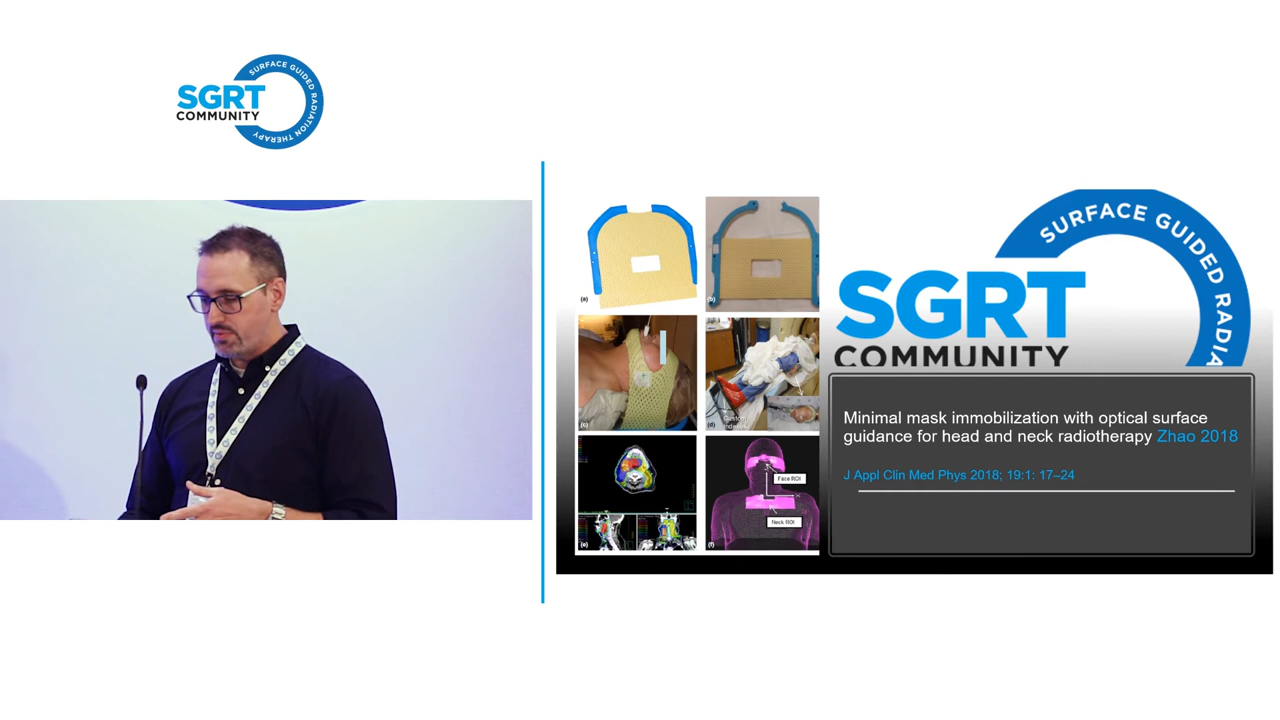 SGRT
COMMUNITY
SURFACE GUIDED RADIATION THERAPY
SGRT
COMMUNITY
SURFACE GUIDED RADIA
(a)
(b)
(c)
(d)
Custom
Face ROI
Neck ROI
(e)
(f)
Minimal mask immobilization with optical surface
guidance for head and neck radiotherapy Zhao 2018
J Appl Clin Med Phys 2018; 19:1: 17–24